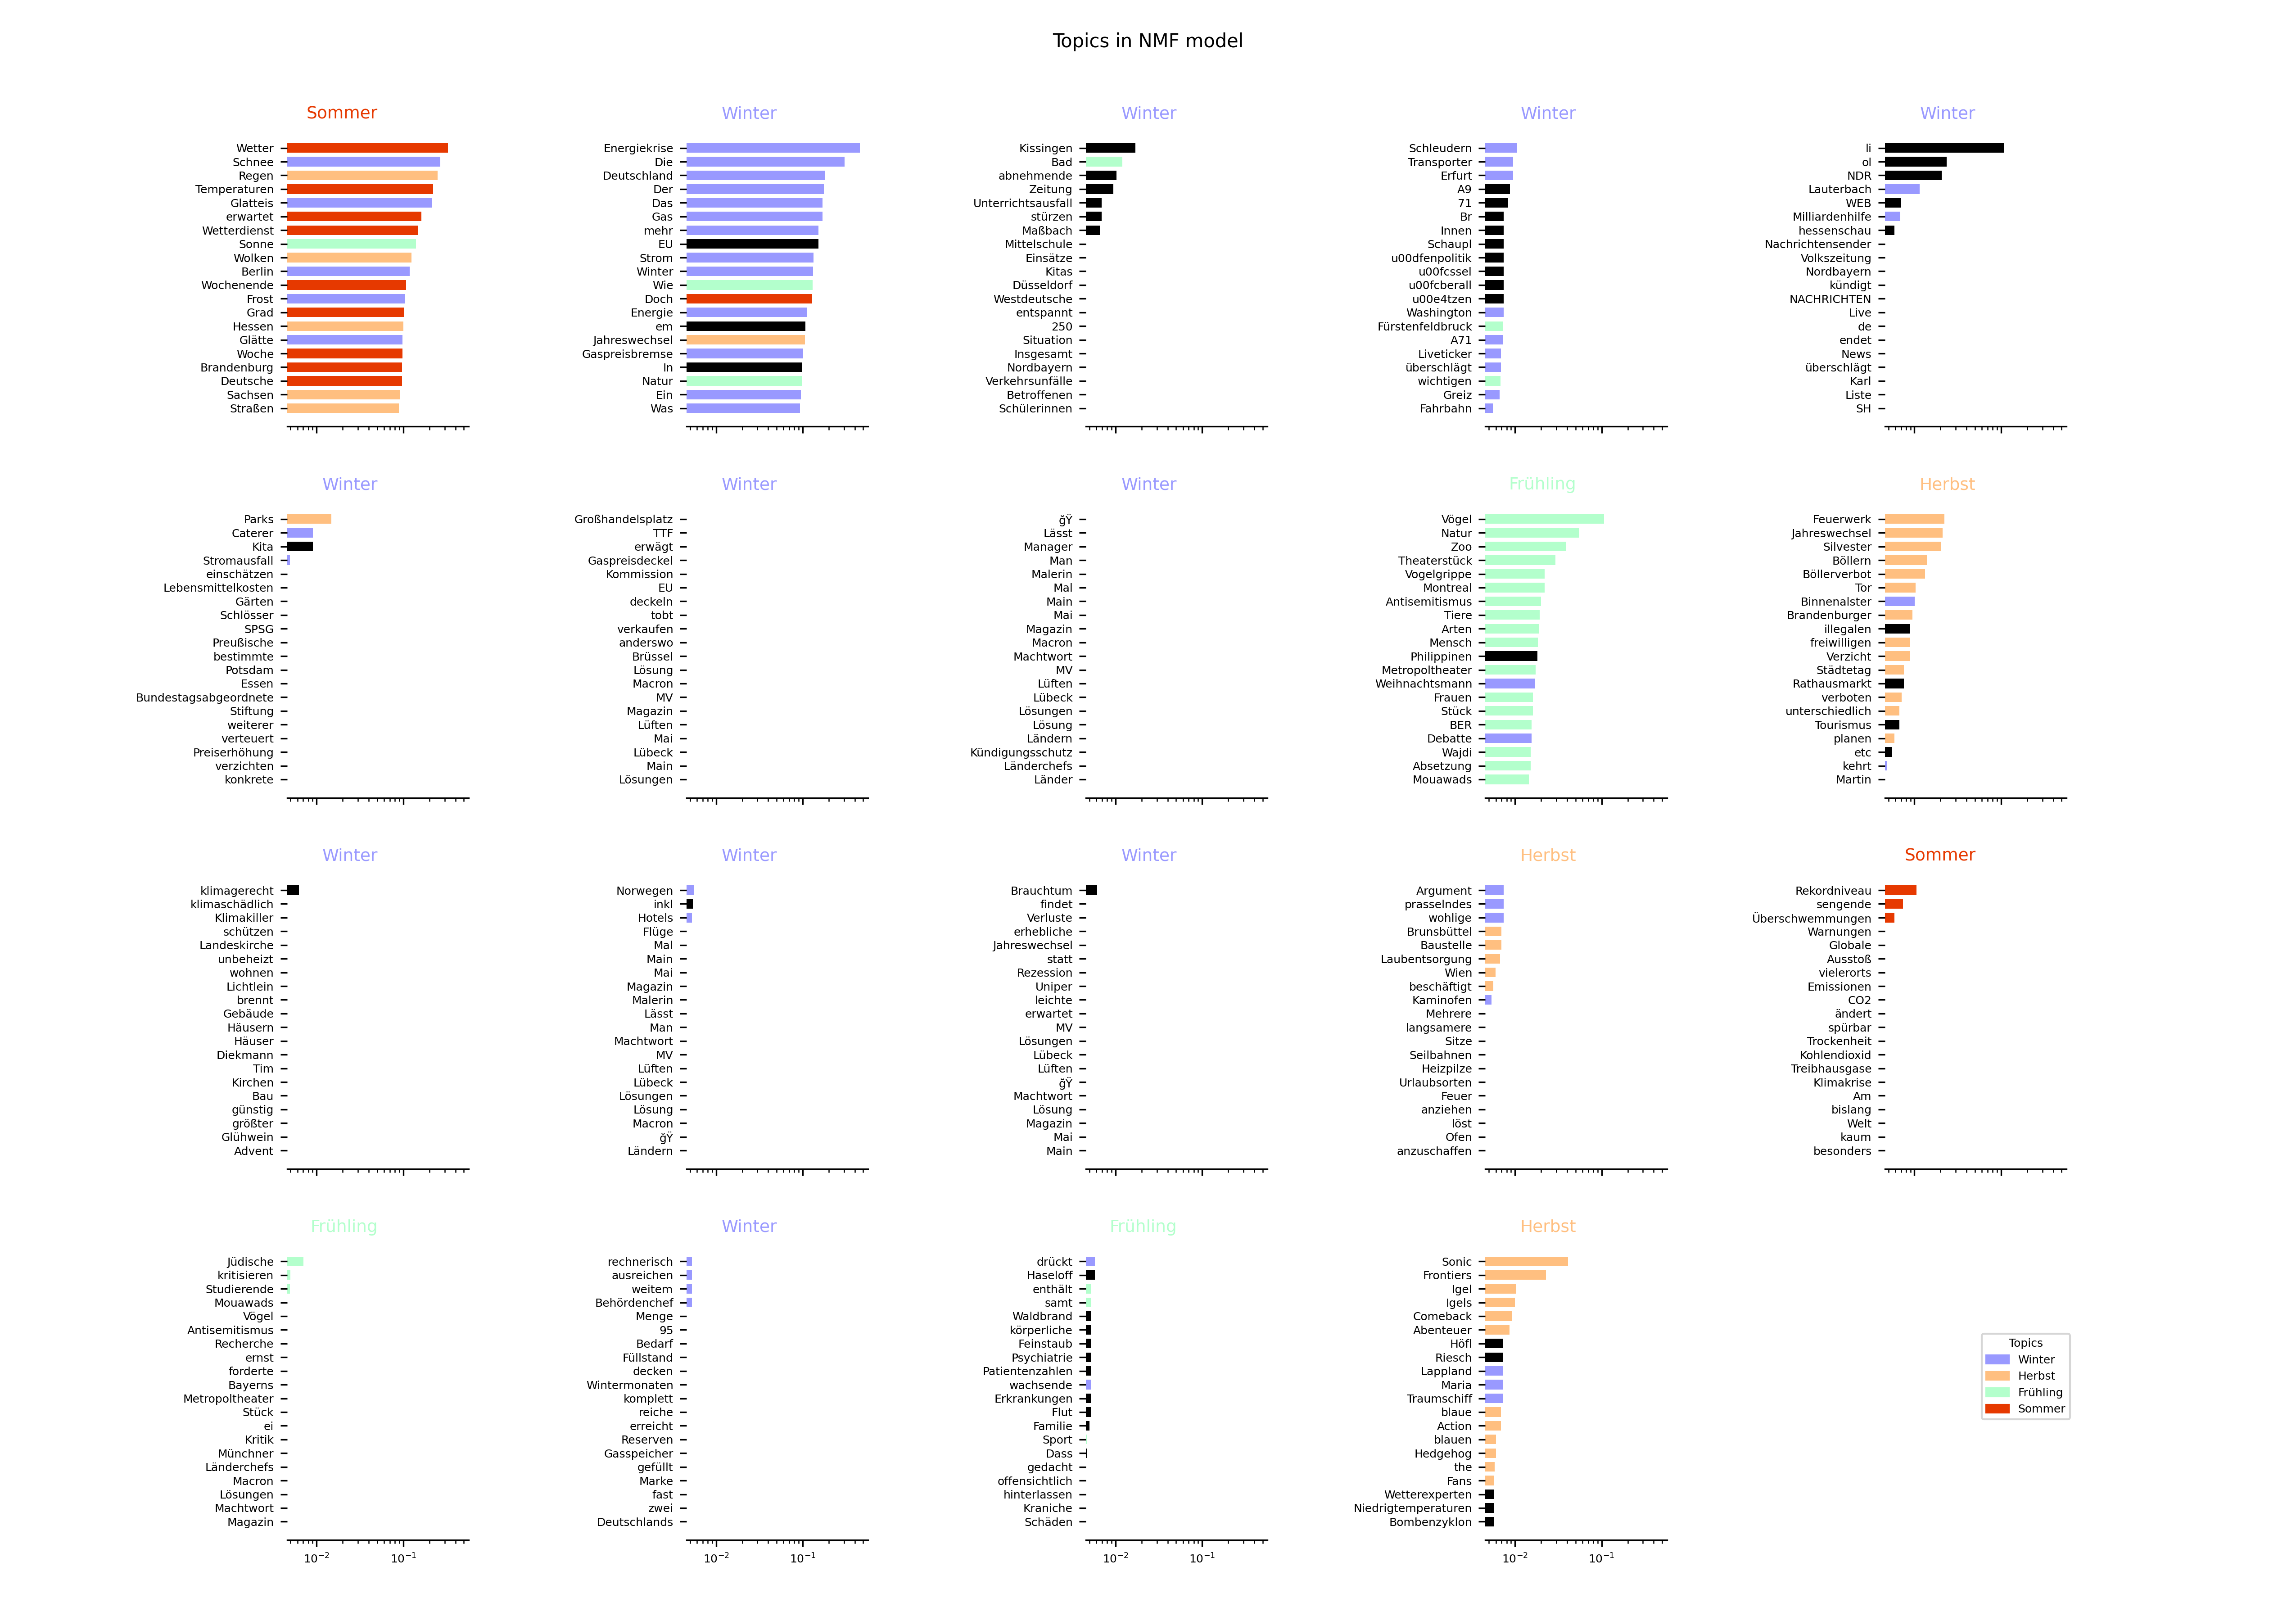 Topics in NMF model
Sommer
Wetter
Schnee
Regen
Temperaturen
Glatteis
erwartet
Wetterdienst
Sonne
Wolken
Berlin
Wochenende
Frost
Grad
Hessen
Glätte
Woche
Brandenburg
Deutsche
Sachsen
Straßen
Winter
Energiekrise
Die
Deutschland
Der
Das
Gas
mehr
EU
Strom
Winter
Wie
Doch
Energie
em
Jahreswechsel
Gaspreisbremse
In
Natur
Ein
Was
Winter
Kissingen
Bad
abnehmende
Zeitung
Unterrichtsausfall
stürzen
Maßbach
Mittelschule
Einsätze
Kitas
Düsseldorf
Westdeutsche
entspannt
250
Situation
Insgesamt
Nordbayern
Verkehrsunfälle
Betroffenen
Schülerinnen
Winter
Schleudern
Transporter
Erfurt
A9
71
Br
Innen
Schaupl
u00dfenpolitik
u00fcssel
u00fcberall
u00e4tzen
Washington
Fürstenfeldbruck
A71
Liveticker
überschlägt
wichtigen
Greiz
Fahrbahn
Winter
li
ol
NDR
Lauterbach
WEB
Milliardenhilfe
hessenschau
Nachrichtensender
Volkszeitung
Nordbayern
kündigt
NACHRICHTEN
Live
de
endet
News
überschlägt
Karl
Liste
SH
Winter
Parks
Caterer
Kita
Stromausfall
einschätzen
Lebensmittelkosten
Gärten
Schlösser
SPSG
Preußische
bestimmte
Potsdam
Essen
Bundestagsabgeordnete
Stiftung
weiterer
verteuert
Preiserhöhung
verzichten
konkrete
Winter
Großhandelsplatz
TTF
erwägt
Gaspreisdeckel
Kommission
EU
deckeln
tobt
verkaufen
anderswo
Brüssel
Lösung
Macron
MV
Magazin
Lüften
Mai
Lübeck
Main
Lösungen
Winter
ğŸ
Lässt
Manager
Man
Malerin
Mal
Main
Mai
Magazin
Macron
Machtwort
MV
Lüften
Lübeck
Lösungen
Lösung
Ländern
Kündigungsschutz
Länderchefs
Länder
Frühling
Vögel
Natur
Zoo
Theaterstück
Vogelgrippe
Montreal
Antisemitismus
Tiere
Arten
Mensch
Philippinen
Metropoltheater
Weihnachtsmann
Frauen
Stück
BER
Debatte
Wajdi
Absetzung
Mouawads
Herbst
Feuerwerk
Jahreswechsel
Silvester
Böllern
Böllerverbot
Tor
Binnenalster
Brandenburger
illegalen
freiwilligen
Verzicht
Städtetag
Rathausmarkt
verboten
unterschiedlich
Tourismus
planen
etc
kehrt
Martin
Winter
klimagerecht
klimaschädlich
Klimakiller
schützen
Landeskirche
unbeheizt
wohnen
Lichtlein
brennt
Gebäude
Häusern
Häuser
Diekmann
Tim
Kirchen
Bau
günstig
größter
Glühwein
Advent
Winter
Norwegen
inkl
Hotels
Flüge
Mal
Main
Mai
Magazin
Malerin
Lässt
Man
Machtwort
MV
Lüften
Lübeck
Lösungen
Lösung
Macron
ğŸ
Ländern
Winter
Brauchtum
findet
Verluste
erhebliche
Jahreswechsel
statt
Rezession
Uniper
leichte
erwartet
MV
Lösungen
Lübeck
Lüften
ğŸ
Machtwort
Lösung
Magazin
Mai
Main
Herbst
Argument
prasselndes
wohlige
Brunsbüttel
Baustelle
Laubentsorgung
Wien
beschäftigt
Kaminofen
Mehrere
langsamere
Sitze
Seilbahnen
Heizpilze
Urlaubsorten
Feuer
anziehen
löst
Ofen
anzuschaffen
Sommer
Rekordniveau
sengende
Überschwemmungen
Warnungen
Globale
Ausstoß
vielerorts
Emissionen
CO2
ändert
spürbar
Trockenheit
Kohlendioxid
Treibhausgase
Klimakrise
Am
bislang
Welt
kaum
besonders
Frühling
Jüdische
kritisieren
Studierende
Mouawads
Vögel
Antisemitismus
Recherche
ernst
forderte
Bayerns
Metropoltheater
Stück
ei
Kritik
Münchner
Länderchefs
Macron
Lösungen
Machtwort
Magazin
10⁻² 10⁻¹
Winter
rechnerisch
ausreichen
weitem
Behördenchef
Menge
95
Bedarf
Füllstand
decken
Wintermonaten
komplett
reiche
erreicht
Reserven
Gasspeicher
gefüllt
Marke
fast
zwei
Deutschlands
10⁻² 10⁻¹
Frühling
drückt
Haseloff
enthält
samt
Waldbrand
körperliche
Feinstaub
Psychiatrie
Patientenzahlen
wachsende
Erkrankungen
Flut
Familie
Sport
Dass
gedacht
offensichtlich
hinterlassen
Kraniche
Schäden
10⁻² 10⁻¹
Herbst
Sonic
Frontiers
Igel
Igels
Comeback
Abenteuer
Höfl
Riesch
Lappland
Maria
Traumschiff
blaue
Action
blauen
Hedgehog
the
Fans
Wetterexperten
Niedrigtemperaturen
Bombenzyklon
10⁻² 10⁻¹
Topics
Winter
Herbst
Frühling
Sommer